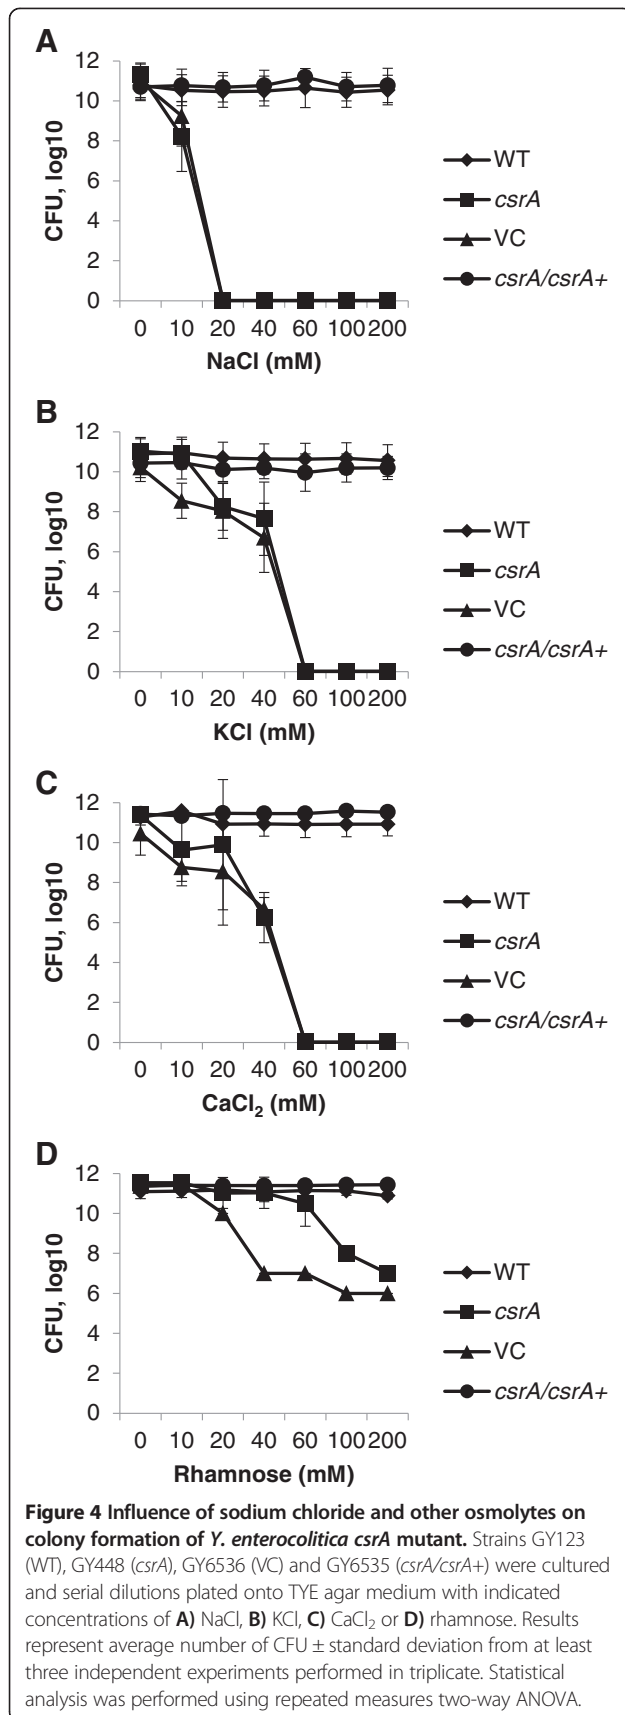 A
CFU, log10
12
10
8
6
4
2
0
0 10 20 40 60 100 200
NaCl (mM)
WT
csrA
VC
csrA/csrA+
B
CFU, log10
12
10
8
6
4
2
0
0 10 20 40 60 100 200
KCl (mM)
WT
csrA
VC
csrA/csrA+
C
CFU, log10
12
10
8
6
4
2
0
0 10 20 40 60 100 200
CaCl₂ (mM)
WT
csrA
VC
csrA/csrA+
D
CFU, log10
12
10
8
6
4
2
0
0 10 20 40 60 100 200
Rhamnose (mM)
WT
csrA
VC
csrA/csrA+
Figure 4 Influence of sodium chloride and other osmolytes on
colony formation of Y. enterocolitica csrA mutant. Strains GY123
(WT), GY448 (csrA), GY6536 (VC) and GY6535 (csrA/csrA+) were cultured
and serial dilutions plated onto TYE agar medium with indicated
concentrations of A) NaCl, B) KCl, C) CaCl₂ or D) rhamnose. Results
represent average number of CFU ± standard deviation from at least
three independent experiments performed in triplicate. Statistical
analysis was performed using repeated measures two-way ANOVA.